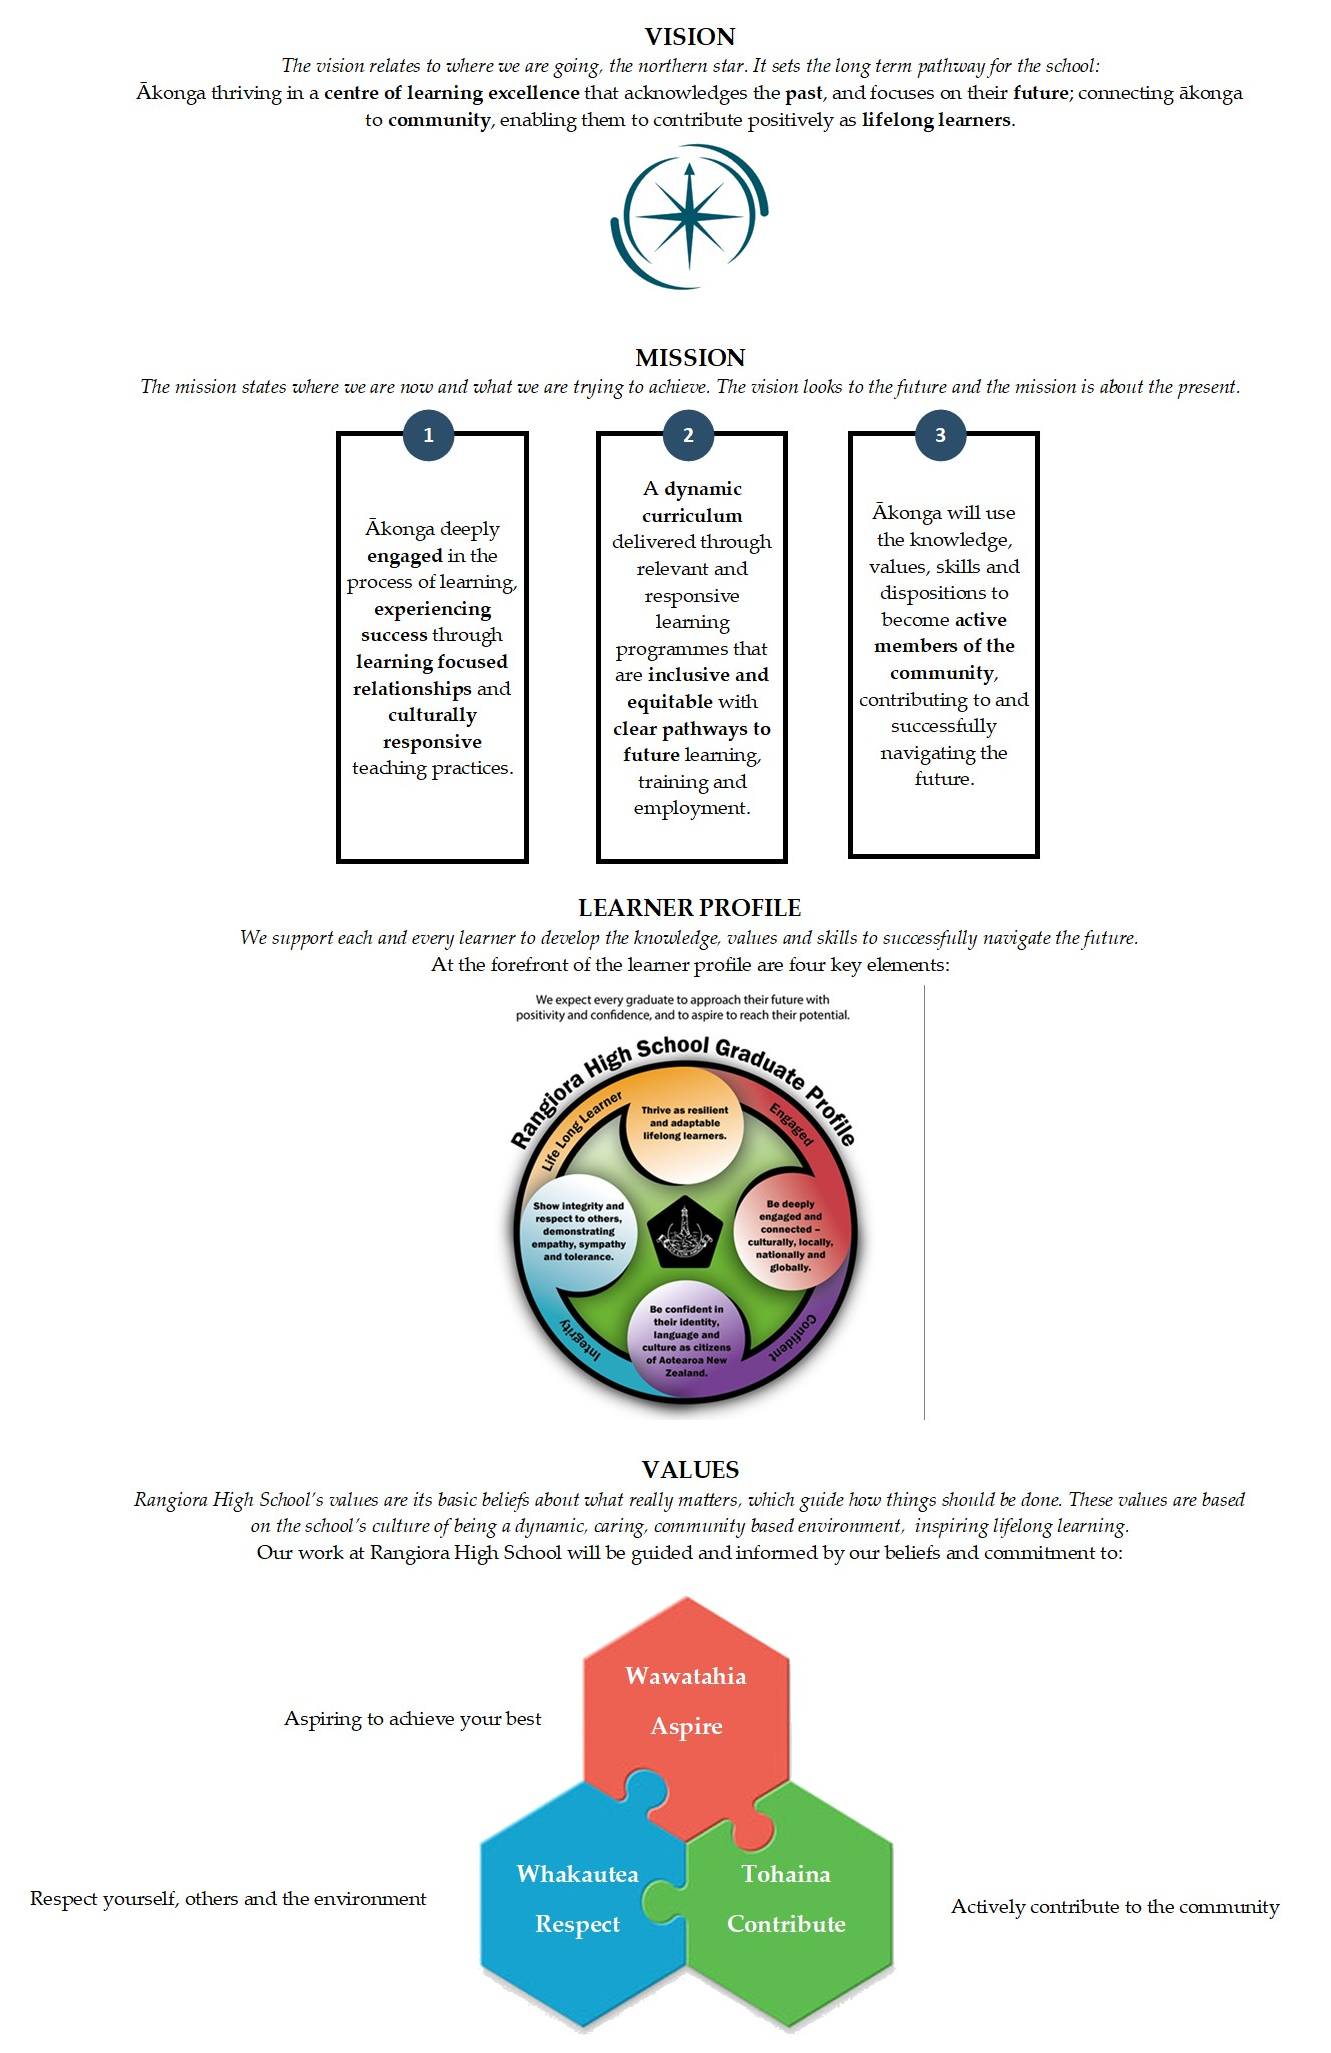 VISION
The vision relates to where we are going, the northern star. It sets the long term pathway for the school:
Ākonga thriving in a centre of learning excellence that acknowledges the past, and focuses on their future; connecting ākonga
to community, enabling them to contribute positively as lifelong learners.
MISSION
The mission states where we are now and what we are trying to achieve. The vision looks to the future and the mission is about the present.
1
Ākonga deeply
engaged in the
process of learning,
experiencing
success through
learning focused
relationships and
culturally
responsive
teaching practices.
2
A dynamic
curriculum
delivered through
relevant and
responsive
learning
programmes that
are inclusive and
equitable with
clear pathways to
future learning,
training and
employment.
3
Ākonga will use
the knowledge,
values, skills and
dispositions to
become active
members of the
community,
contributing to and
successfully
navigating the
future.
LEARNER PROFILE
We support each and every learner to develop the knowledge, values and skills to successfully navigate the future.
At the forefront of the learner profile are four key elements:
We expect every graduate to approach their future with
positivity and confidence, and to aspire to reach their potential.
Rangiora High School Graduate Profile
Life Long Learner
Thrive as resilient
and adaptable
lifelong learners.
Engaged
Be deeply
engaged and
connected –
culturally, locally,
nationally and
globally.
Confident
Be confident in
their identity,
language and
culture as citizens
of Aotearoa New
Zealand.
Integrity
Show integrity and
respect to others,
demonstrating
empathy, sympathy
and tolerance.
VALUES
Rangiora High School's values are its basic beliefs about what really matters, which guide how things should be done. These values are based
on the school's culture of being a dynamic, caring, community based environment, inspiring lifelong learning.
Our work at Rangiora High School will be guided and informed by our beliefs and commitment to:
Wawatahia
Aspire
Aspiring to achieve your best
Whakautea
Respect
Respect yourself, others and the environment
Tohaina
Contribute
Actively contribute to the community